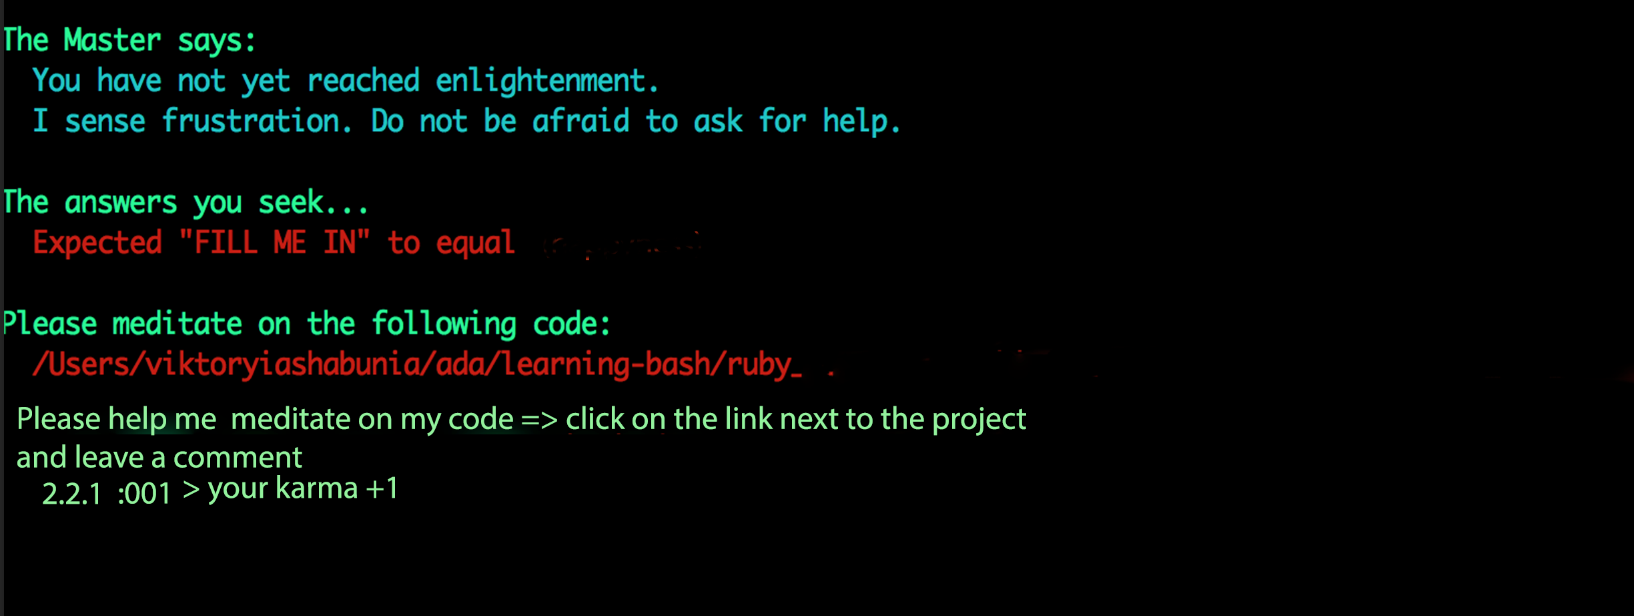 The Master says:
You have not yet reached enlightenment.
I sense frustration. Do not be afraid to ask for help.
The answers you seek...
Expected "FILL ME IN" to equal
Please meditate on the following code:
/Users/viktoryiashabunia/ada/learning-bash/ruby_ .
Please help me meditate on my code => click on the link next to the project
and leave a comment
2.2.1 :001 > your karma +1